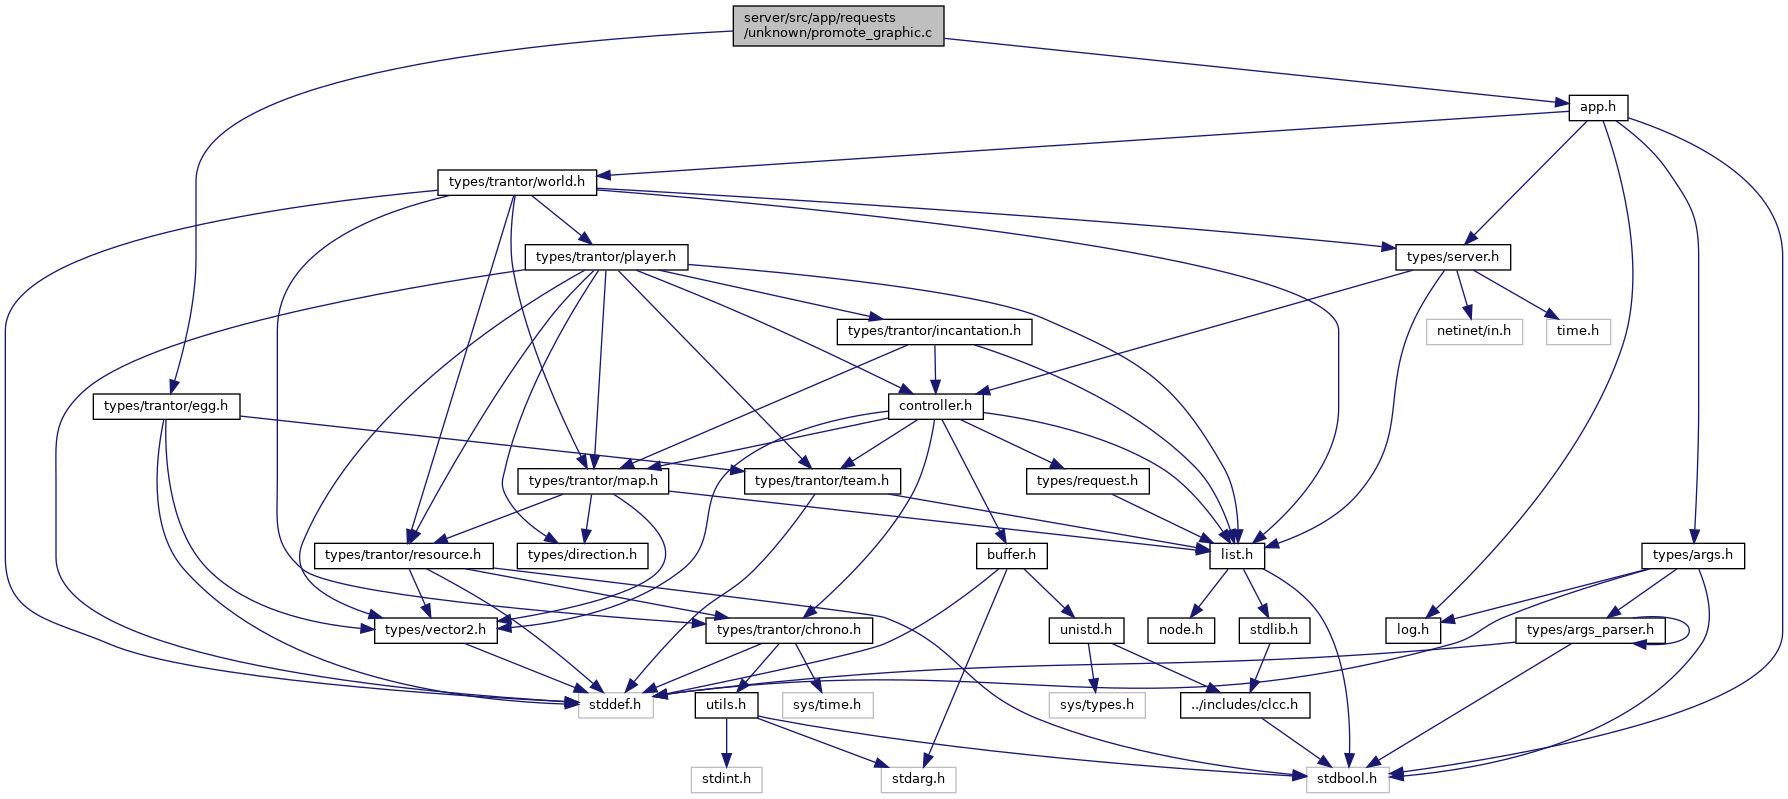 server/src/app/requests
/unknown/promote_graphic.c
app.h
types/trantor/world.h
types/trantor/player.h
types/server.h
types/trantor/incantation.h
netinet/in.h
time.h
types/trantor/egg.h
controller.h
types/trantor/map.h
types/trantor/team.h
types/request.h
types/trantor/resource.h
types/direction.h
buffer.h
list.h
types/args.h
types/vector2.h
types/trantor/chrono.h
unistd.h
node.h
stdlib.h
log.h
types/args_parser.h
stddef.h
utils.h
sys/time.h
sys/types.h
../includes/clcc.h
stdint.h
stdarg.h
stdbool.h